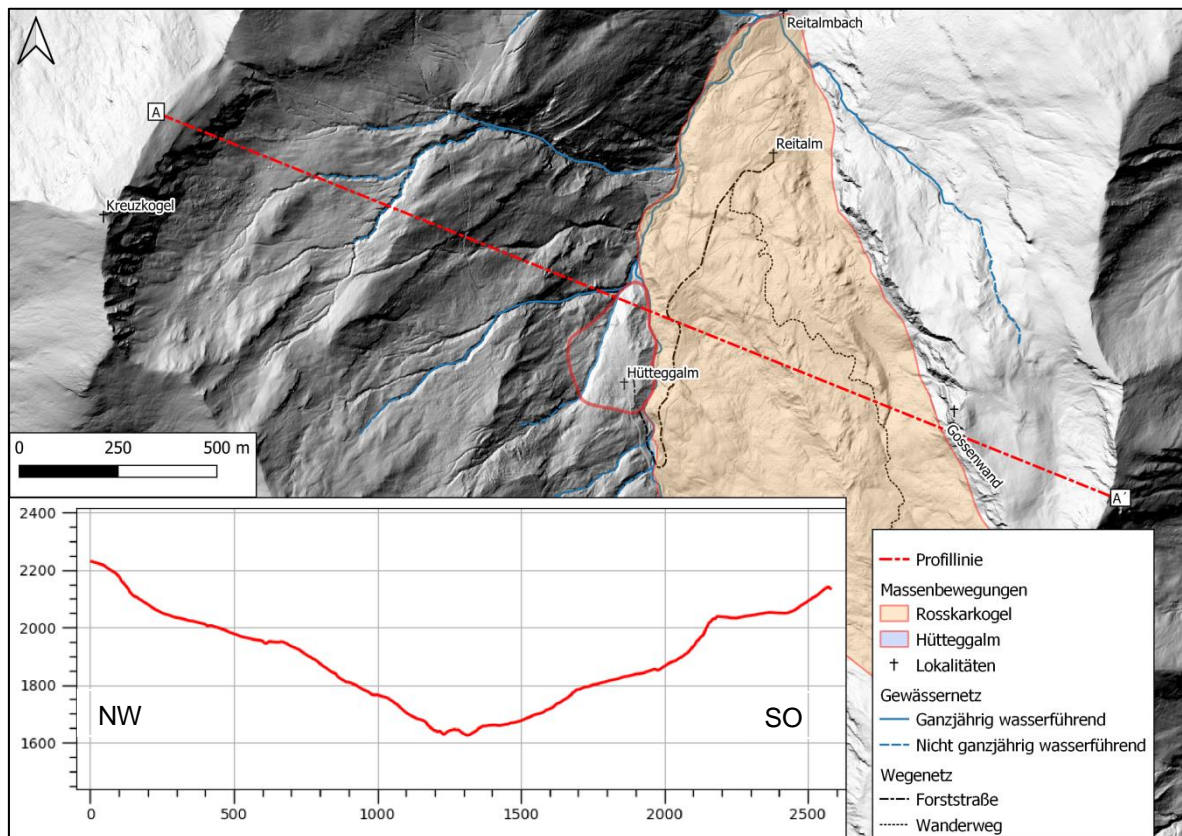 Reitalmbach
A
Reitalm
Kreuzkogel
Hütteggalm
Gossenwand
A´
0 250 500 m
2400
2200
2000
1800
1600
NW
SO
0 500 1000 1500 2000 2500
Profillinie
Massenbewegungen
Rosskarkogel
Hütteggalm
Lokalitäten
Gewässernetz
Ganzjährig wasserführend
Nicht ganzjährig wasserführend
Wegenetz
Forststraße
Wanderweg